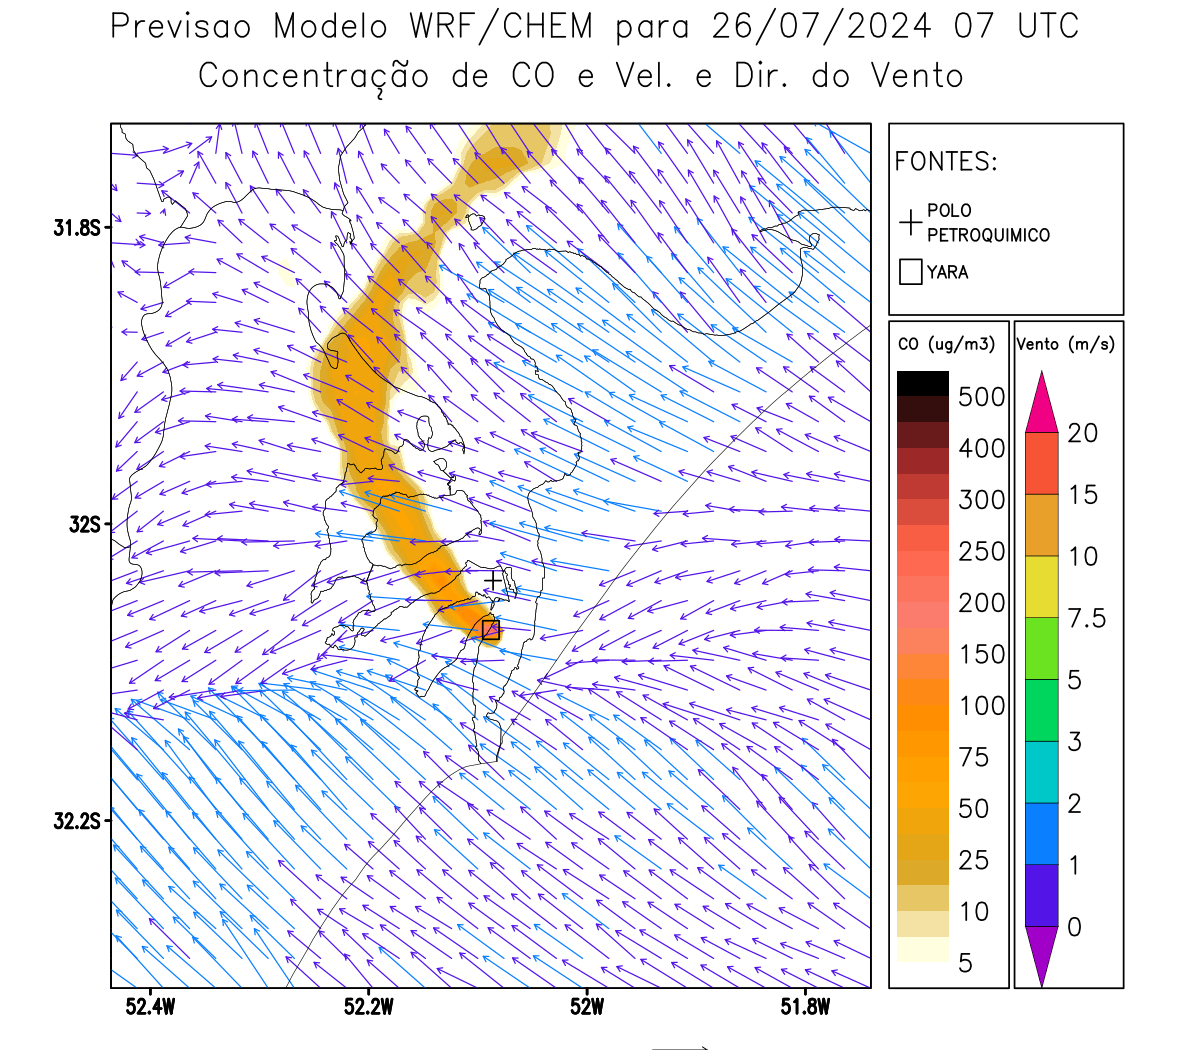 Previsao Modelo WRF/CHEM para 26/07/2024 07 UTC
Concentração de CO e Vel. e Dir. do Vento
FONTES:
POLO
PETROQUIMICO
YARA
31.8S
32S
32.2S
52.4W
52.2W
52W
51.8W
CO (ug/m3)
500
400
300
250
200
150
100
75
50
25
10
5
Vento (m/s)
20
15
10
7.5
5
3
2
1
0